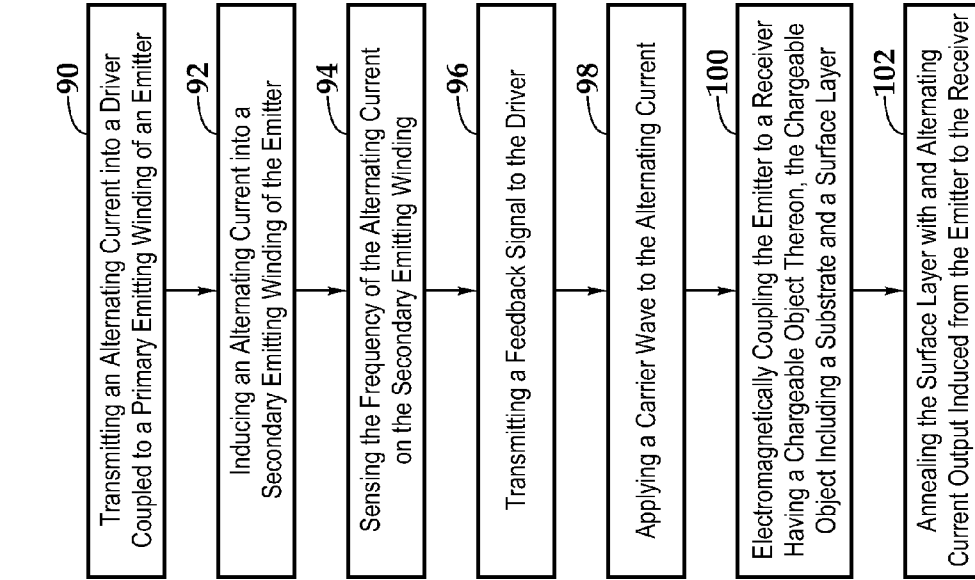 90
Transmitting an Alternating Current into a Driver
Coupled to a Primary Emitting Winding of an Emitter
92
Inducing an Alternating Current into a
Secondary Emitting Winding of the Emitter
94
Sensing the Frequency of the Alternating Current
on the Secondary Emitting Winding
96
Transmitting a Feedback Signal to the Driver
98
Applying a Carrier Wave to the Alternating Current
100
Electromagnetically Coupling the Emitter to a Receiver
Having a Chargeable Object Thereon, the Chargeable
Object Including a Substrate and a Surface Layer
102
Annealing the Surface Layer with and Alternating
Current Output Induced from the Emitter to the Receiver